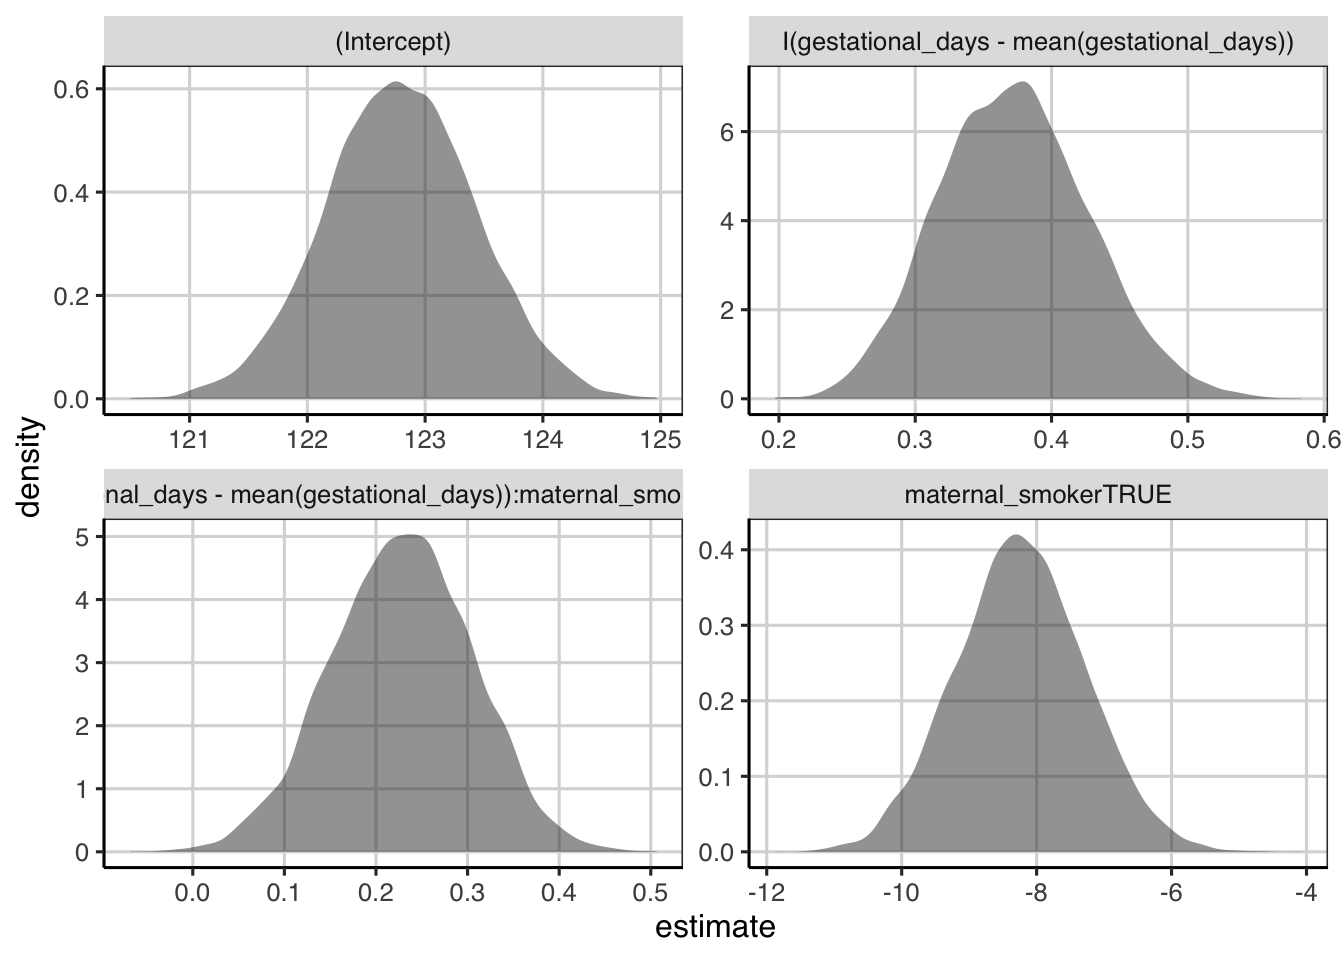 (Intercept)
I(gestational_days - mean(gestational_days))
0.6
0.4
0.2
0.0
121 122 123 124 125
6
4
2
0
0.2 0.3 0.4 0.5 0.6
nal_days - mean(gestational_days)):maternal_smo
maternal_smokerTRUE
5
4
3
2
1
0
0.0 0.1 0.2 0.3 0.4 0.5
0.4
0.3
0.2
0.1
0.0
-12 -10 -8 -6 -4
density
estimate